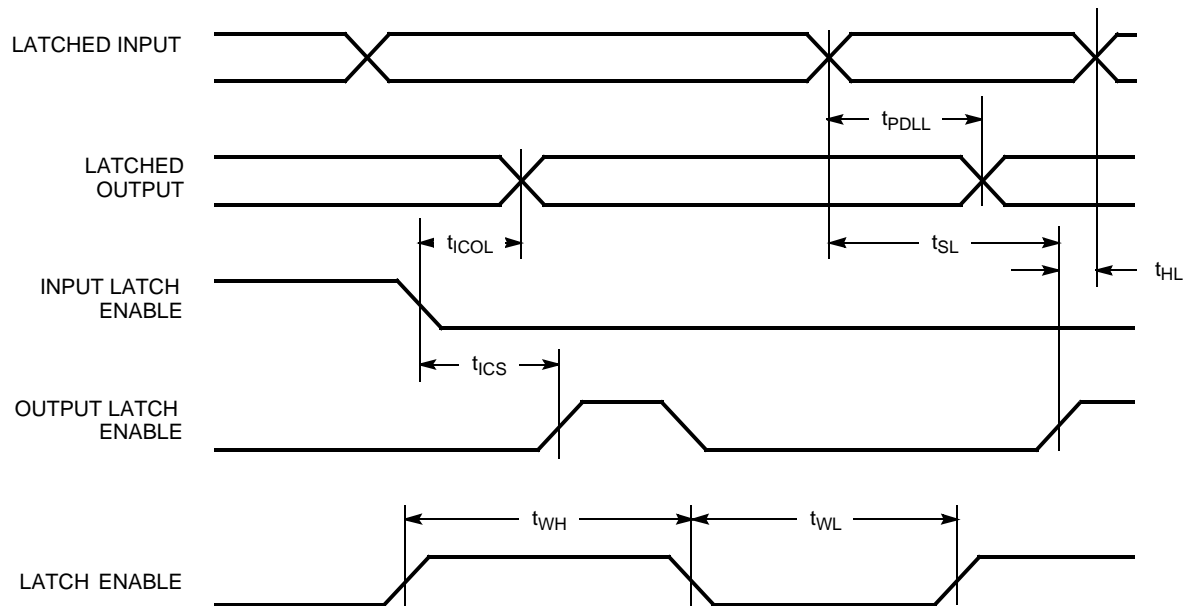 LATCHED INPUT
tPDLL
LATCHED
OUTPUT
tICOL
tSL
tHL
INPUT LATCH
ENABLE
tICS
OUTPUT LATCH
ENABLE
tWH
tWL
LATCH ENABLE